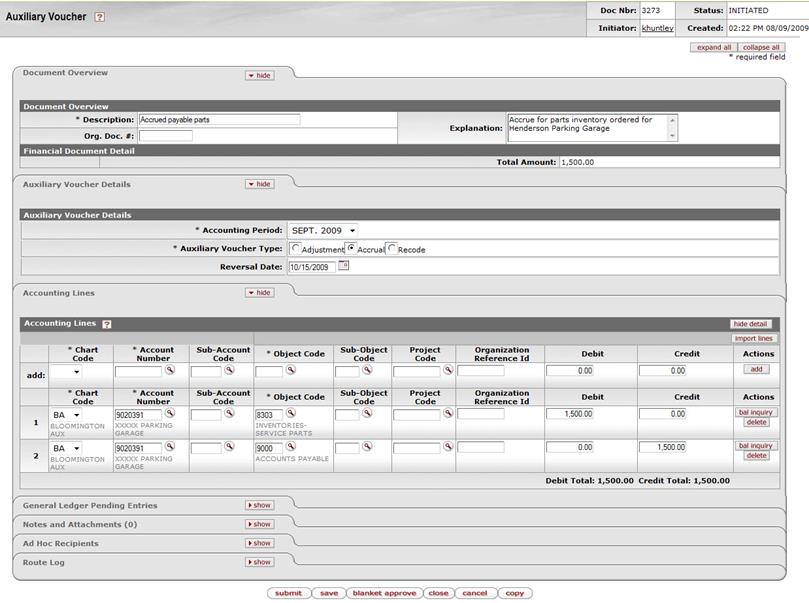 Auxiliary Voucher ?
Doc Nbr: 3273 Status: INITIATED
Initiator: khuntley Created: 02:22 PM 08/09/2009
expand all collapse all
* required field
Document Overview hide
Document Overview
* Description: Accrued payable parts
Org. Doc. #:
Explanation: Accrue for parts inventory ordered for
Henderson Parking Garage
Financial Document Detail
Total Amount: 1,500.00
Auxiliary Voucher Details hide
Auxiliary Voucher Details
* Accounting Period: SEPT. 2009
* Auxiliary Voucher Type: Adjustment Accrual Recode
Reversal Date: 10/15/2009
Accounting Lines hide
Accounting Lines ? hide detail
import lines
* Chart Code * Account Number Sub-Account Code * Object Code Sub-Object Code Project Code Organization Reference Id Debit Credit Actions
add: 0.00 0.00 add
* Chart Code * Account Number Sub-Account Code * Object Code Sub-Object Code Project Code Organization Reference Id Debit Credit Actions
1 BA 9020391 8303 1,500.00 0.00 bal inquiry delete
BLOOMINGTON AUX XXXXX PARKING GARAGE INVENTORIES-SERVICE PARTS
2 BA 9020391 9000 0.00 1,500.00 bal inquiry delete
BLOOMINGTON AUX XXXXX PARKING GARAGE ACCOUNTS PAYABLE
Debit Total: 1,500.00 Credit Total: 1,500.00
General Ledger Pending Entries show
Notes and Attachments (0) show
Ad Hoc Recipients show
Route Log show
submit save blanket approve close cancel copy